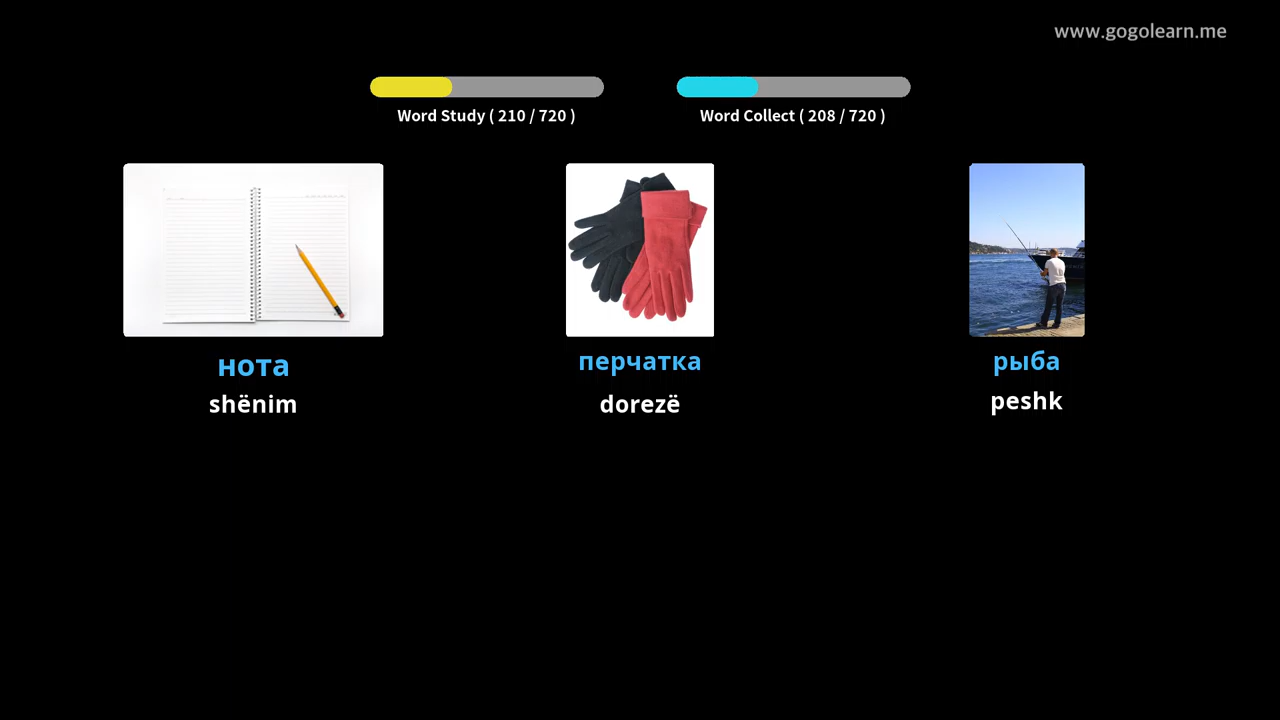 www.gogolearn.me
Word Study ( 210 / 720 )
Word Collect ( 208 / 720 )
нота
shënim
перчатка
dorezë
рыба
peshk